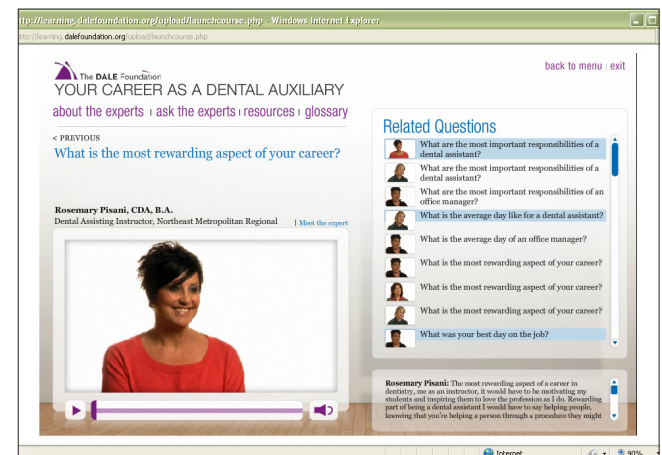 ttp://learning.dalefoundation.org/upload/launchcourse.php - Windows Internet Explorer
ttp://learning.dalefoundation.org/upload/launchcourse.php
back to menu | exit
The DALE Foundation
YOUR CAREER AS A DENTAL AUXILIARY
about the experts | ask the experts | resources | glossary
< PREVIOUS
What is the most rewarding aspect of your career?
Rosemary Pisani, CDA, B.A.
Dental Assisting Instructor, Northeast Metropolitan Regional | Meet the expert
Related Questions
What are the most important responsibilities of a
dental assistant?
What are the most important responsibilities of a
dental assistant?
What are the most important responsibilities of an
office manager?
What is the average day like for a dental assistant?
What is the average day of an office manager?
What is the most rewarding aspect of your career?
What is the most rewarding aspect of your career?
What is the most rewarding aspect of your career?
What was your best day on the job?
Rosemary Pisani: The most rewarding aspect of a career in
dentistry, me as an instructor, it would have to be motivating my
students and inspiring them to love the profession as I do. Rewarding
part of being a dental assistant I would have to say helping people,
knowing that you're helping a person through a procedure they might
Internet
90%